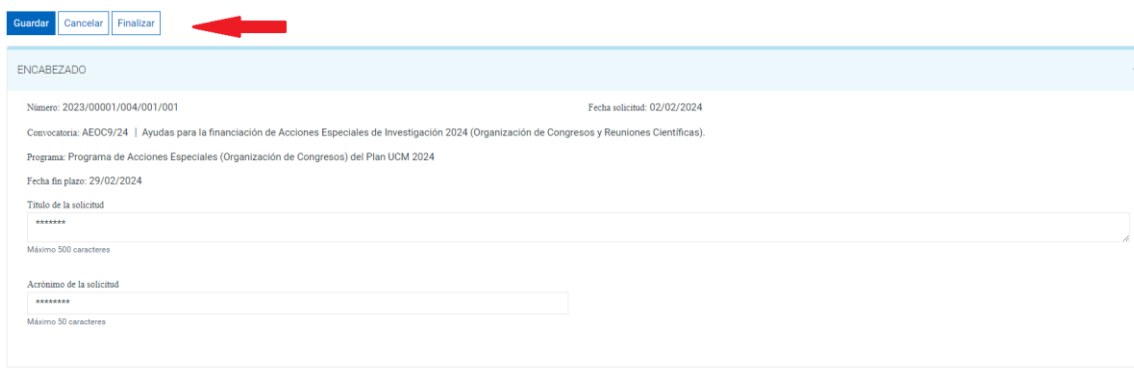 Guardar Cancelar Finalizar
ENCABEZADO
Número: 2023/00001/004/001/001 Fecha solicitud: 02/02/2024
Convocatoria: AEOC9/24 | Ayudas para la financiación de Acciones Especiales de Investigación 2024 (Organización de Congresos y Reuniones Científicas).
Programa: Programa de Acciones Especiales (Organización de Congresos) del Plan UCM 2024
Fecha fin plazo: 29/02/2024
Título de la solicitud
*******
Máximo 500 caracteres
Acrónimo de la solicitud
********
Máximo 50 caracteres